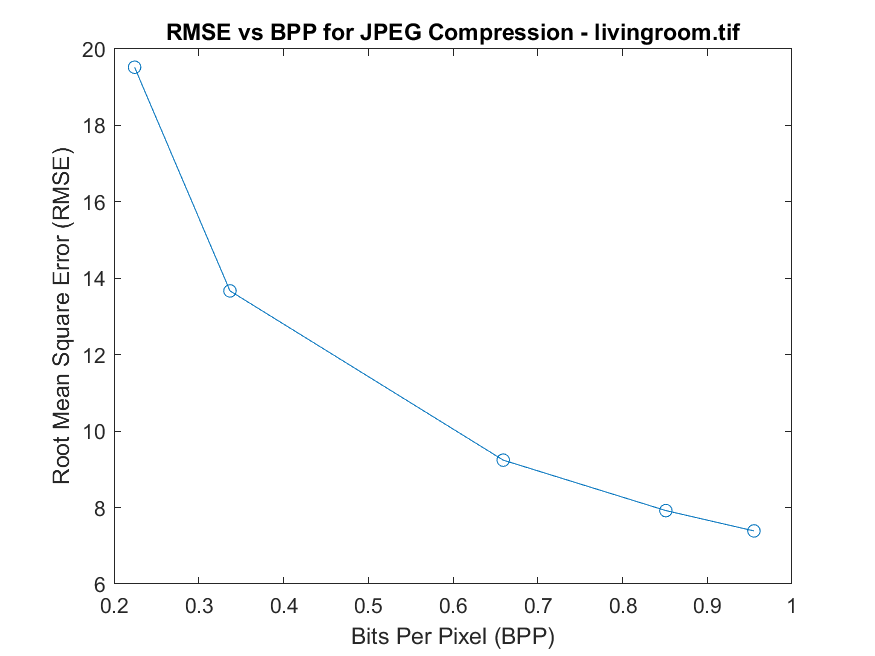 RMSE vs BPP for JPEG Compression - livingroom.tif
20
18
16
14
12
10
8
6
Root Mean Square Error (RMSE)
0.2 0.3 0.4 0.5 0.6 0.7 0.8 0.9 1
Bits Per Pixel (BPP)